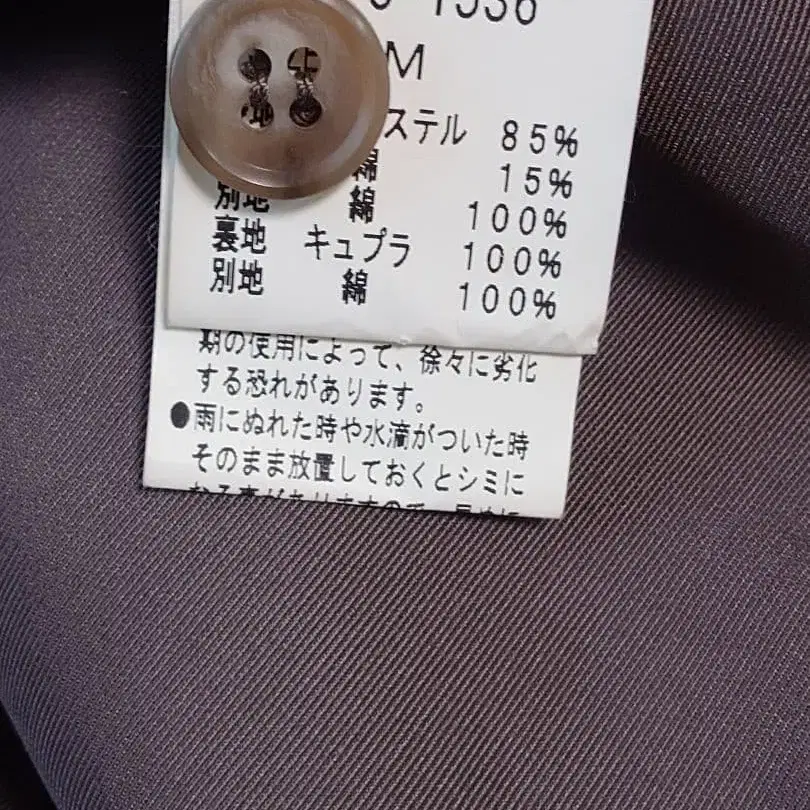 1536
M
ステル 85%
綿 15%
別地 綿 100%
裏地 キュプラ 100%
別地 綿 100%
期の使用によって、徐々に劣化
する恐れがあります。
●雨にぬれた時や水滴がついた時
そのまま放置しておくとシミに